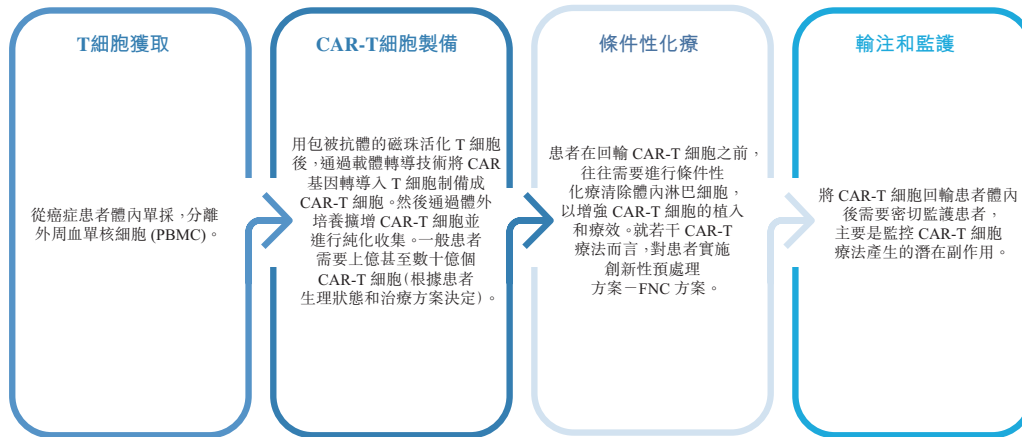 T細胞獲取
從癌症患者體內單採，分離
外周血單核細胞 (PBMC)。
CAR-T細胞製備
用包被抗體的磁珠活化 T 細胞
後，通過載體轉導技術將 CAR
基因轉導入 T 細胞制備成
CAR-T 細胞。然後通過體外
培養擴增 CAR-T 細胞並
進行純化收集。一般患者
需要上億甚至數十億個
CAR-T 細胞（根據患者
生理狀態和治療方案決定）。
條件性化療
患者在回輸 CAR-T 細胞之前，
往往需要進行條件性
化療清除體內淋巴細胞，
以增強 CAR-T 細胞的植入
和療效。就若干 CAR-T
療法而言，對患者實施
創新性預處理
方案－FNC 方案。
輸注和監護
將 CAR-T 細胞回輸患者體內
後需要密切監護患者，
主要是監控 CAR-T 細胞
療法產生的潛在副作用。